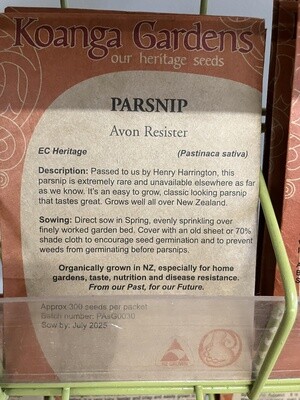 Koanga Gardens
our heritage seeds
PARSNIP
Avon Resister
EC Heritage (Pastinaca sativa)
Description: Passed to us by Henry Harrington, this
parsnip is extremely rare and unavailable elsewhere as far
as we know. It's an easy to grow, classic looking parsnip
that tastes great. Grows well all over New Zealand.
Sowing: Direct sow in Spring, evenly sprinkling over
finely worked garden bed. Cover with an old sheet or 70%
shade cloth to encourage seed germination and to prevent
weeds from germinating before parsnips.
Organically grown in NZ, especially for home
gardens, taste, nutrition and disease resistance.
From our Past, for our Future.
Approx 300 seeds per packet
Batch number: PAaG0030
Sow by: July 2025